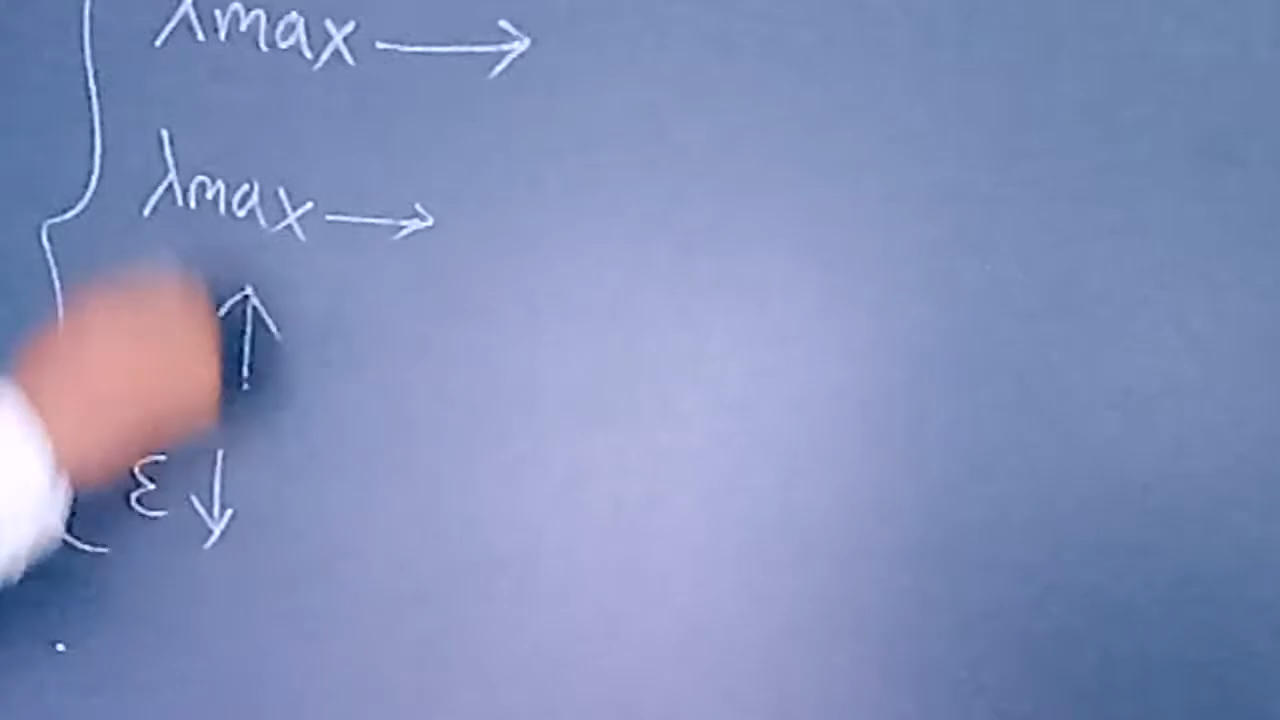 λmax →
λmax →
↑
ε ↓